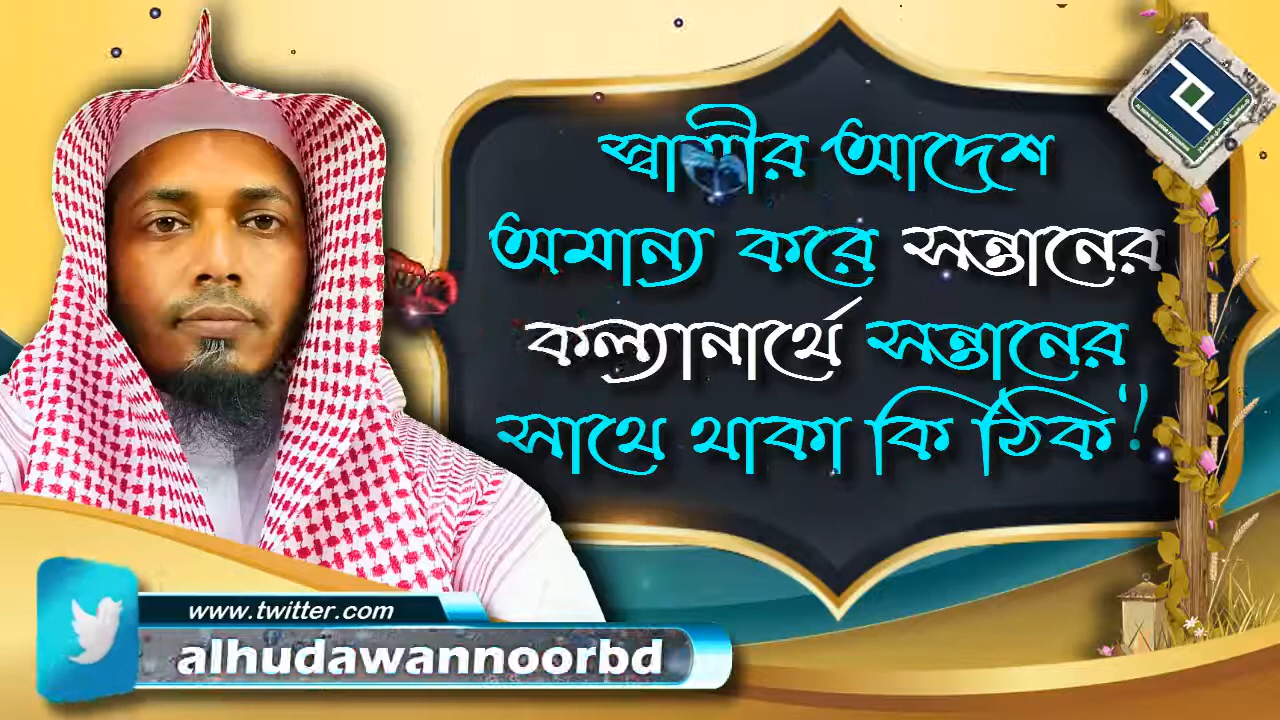 স্বামীর আদেশ
অমান্য করে সন্তানের
কল্যানার্থে সন্তানের
সাথে থাকা কি ঠিক?!
www.twitter.com
alhudawannoorbd